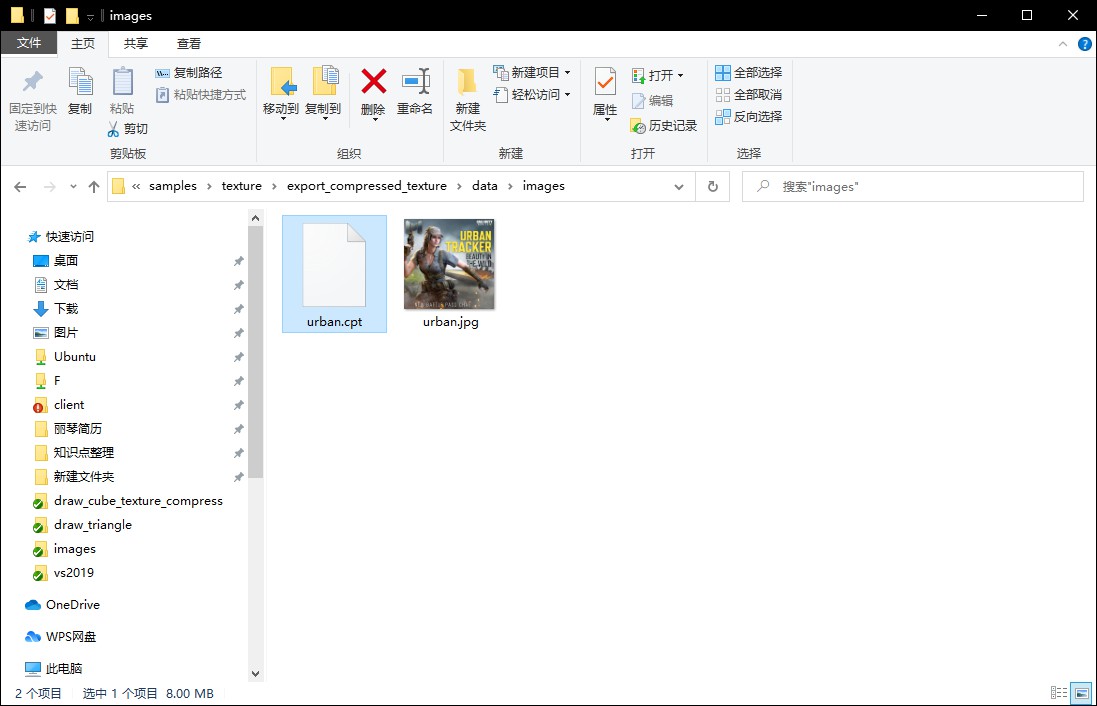 images
文件 主页 共享 查看
固定到快速访问
复制
粘贴
复制路径
粘贴快捷方式
剪切
剪贴板
移动到
复制到
删除
重命名
组织
新建
文件夹
新建项目
轻松访问
新建
属性
打开
编辑
历史记录
打开
全部选择
全部取消
反向选择
选择
« samples › texture › export_compressed_texture › data › images
搜索"images"
快速访问
桌面
文档
下载
图片
Ubuntu
F
client
丽琴简历
知识点整理
新建文件夹
draw_cube_texture_compress
draw_triangle
images
vs2019
OneDrive
WPS网盘
此电脑
urban.cpt
URBAN
TRACKER
BEAUTY IN
THE WILD
urban.jpg
2 个项目 选中 1 个项目 8.00 MB